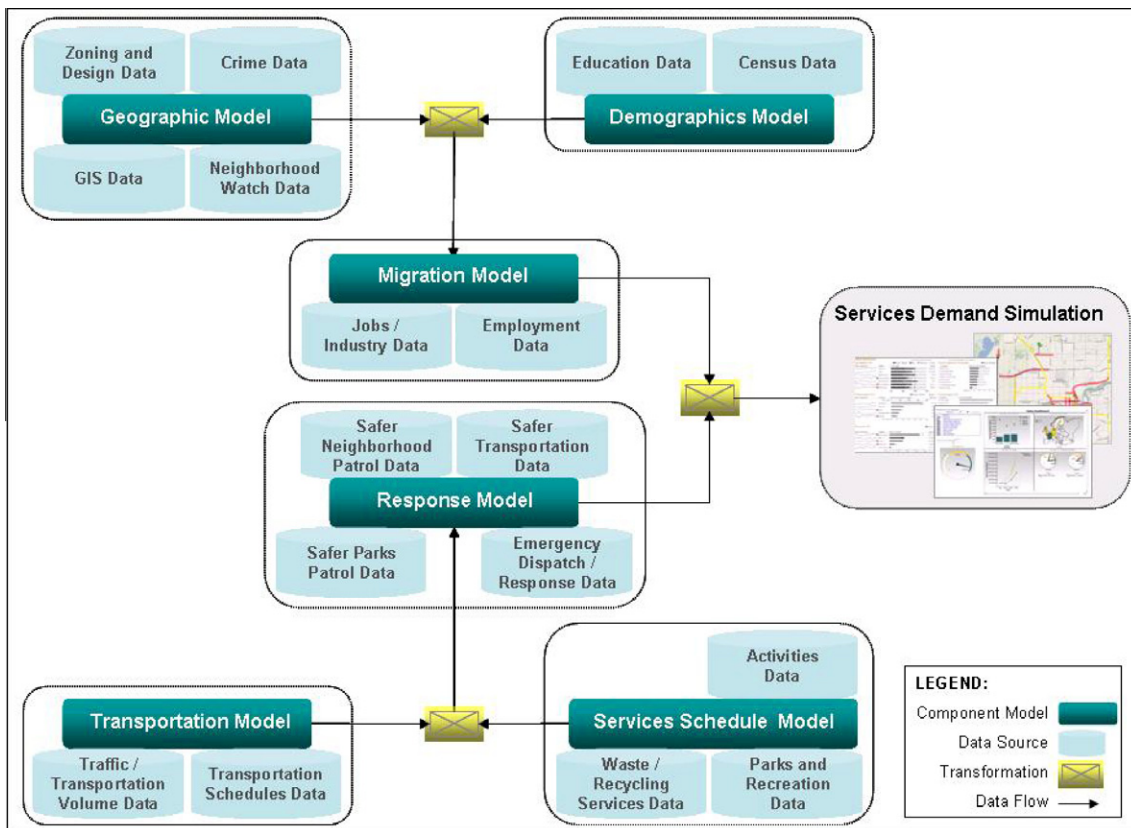 Zoning and
Design Data
Crime Data
Geographic Model
GIS Data
Neighborhood
Watch Data
Education Data
Census Data
Demographics Model
Migration Model
Jobs /
Industry Data
Employment
Data
Services Demand Simulation
Safer
Neighborhood
Patrol Data
Safer
Transportation
Data
Response Model
Safer Parks
Patrol Data
Emergency
Dispatch /
Response Data
Activities
Data
Transportation Model
Services Schedule Model
Traffic /
Transportation
Volume Data
Transportation
Schedules Data
Waste /
Recycling
Services Data
Parks and
Recreation
Data
LEGEND:
Component Model
Data Source
Transformation
Data Flow